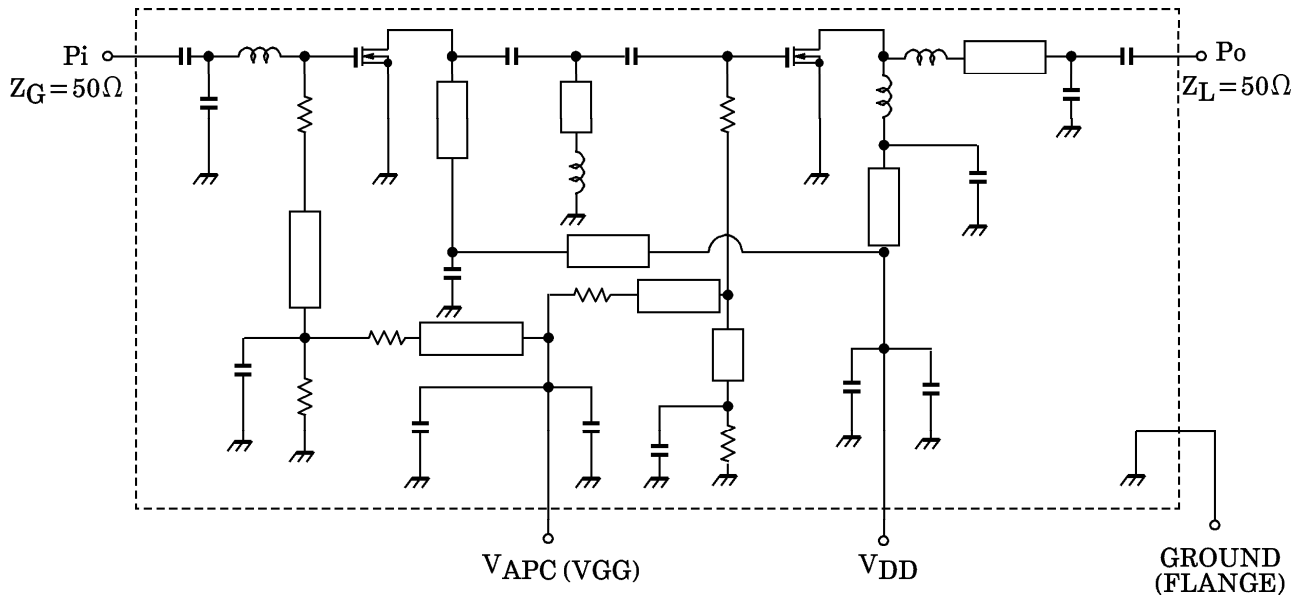 Pi
ZG=50Ω
Po
ZL=50Ω
VAPC (VGG)
VDD
GROUND
(FLANGE)